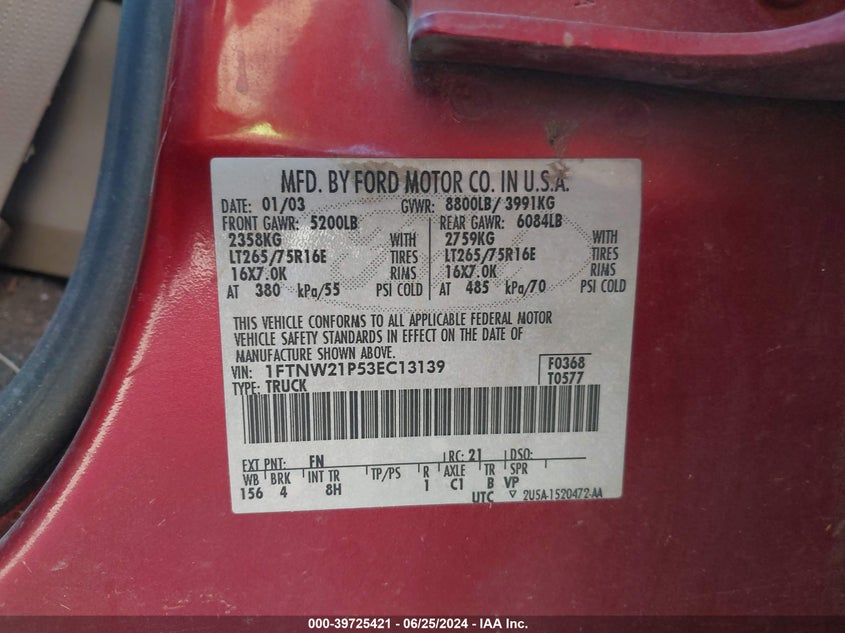 MFD. BY FORD MOTOR CO. IN U.S.A.
DATE: 01/03 GVWR: 8800LB/ 3991KG
FRONT GAWR: 5200LB REAR GAWR: 6084LB
2358KG WITH 2759KG WITH
LT265/75R16E TIRES LT265/75R16E TIRES
16X7.0K RIMS 16X7.0K RIMS
AT 380 kPa/55 PSI COLD AT 485 kPa/70 PSI COLD
THIS VEHICLE CONFORMS TO ALL APPLICABLE FEDERAL MOTOR
VEHICLE SAFETY STANDARDS IN EFFECT ON THE DATE OF
MANUFACTURE SHOWN ABOVE.
VIN: 1FTNW21P53EC13139 F0368
TYPE: TRUCK T0577
EXT PNT: FN RC: 21 DSO:
WB BRK INT TR TP/PS R AXLE TR SPR
156 4 8H 1 C1 B VP
UTC 2U5A-1520472-AA
000-39725421 - 06/25/2024 - IAA Inc.